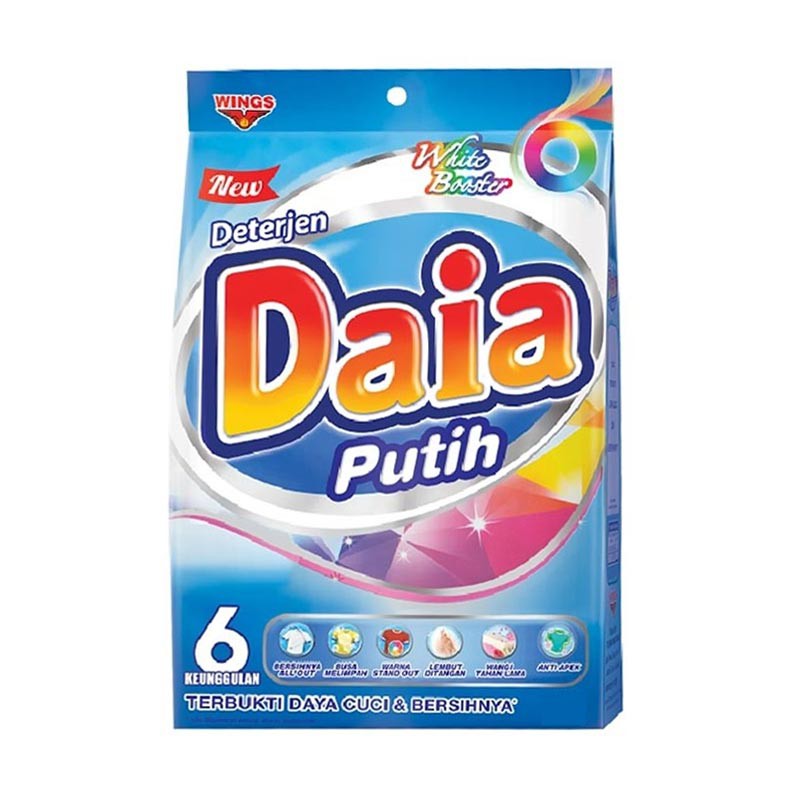 WINGS
New
White
Booster
Deterjen
Daia
Putih
6
KEUNGGULAN
BERSIHNYA
ALL OUT
BUSA
MELIMPAH
WARNA
STAND OUT
LEMBUT
DITANGAN
WANGI
TAHAN LAMA
ANTI APEK
TERBUKTI DAYA CUCI & BERSIHNYA*